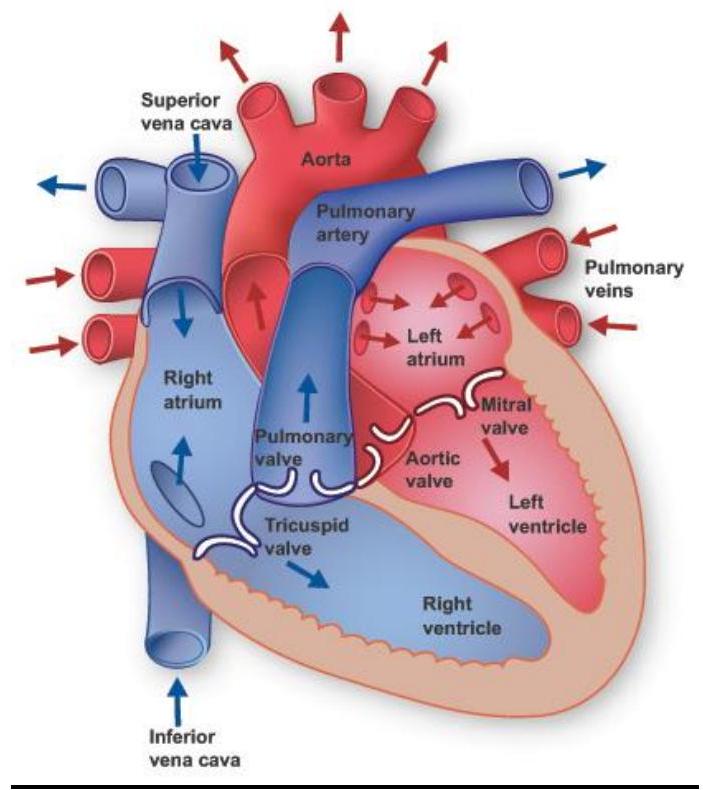 Superior
vena cava
Aorta
Pulmonary
artery
Pulmonary
veins
Left
atrium
Right
atrium
Mitral
valve
Pulmonary
valve
Aortic
valve
Left
ventricle
Tricuspid
valve
Right
ventricle
Inferior
vena cava